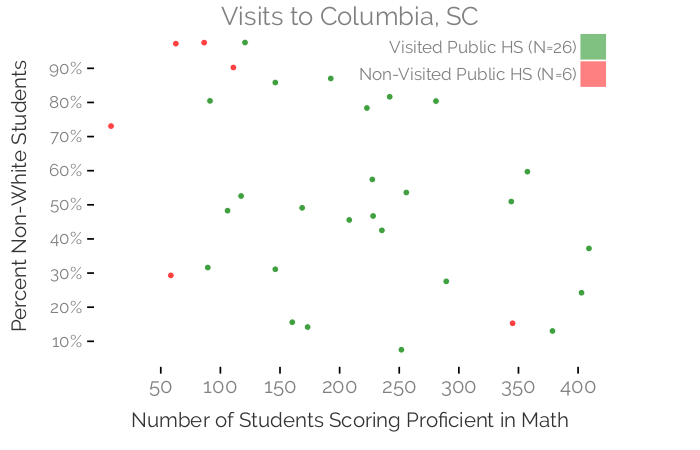 Visits to Columbia, SC
Visited Public HS (N=26)
Non-Visited Public HS (N=6)
Percent Non-White Students
90%
80%
70%
60%
50%
40%
30%
20%
10%
50 100 150 200 250 300 350 400
Number of Students Scoring Proficient in Math